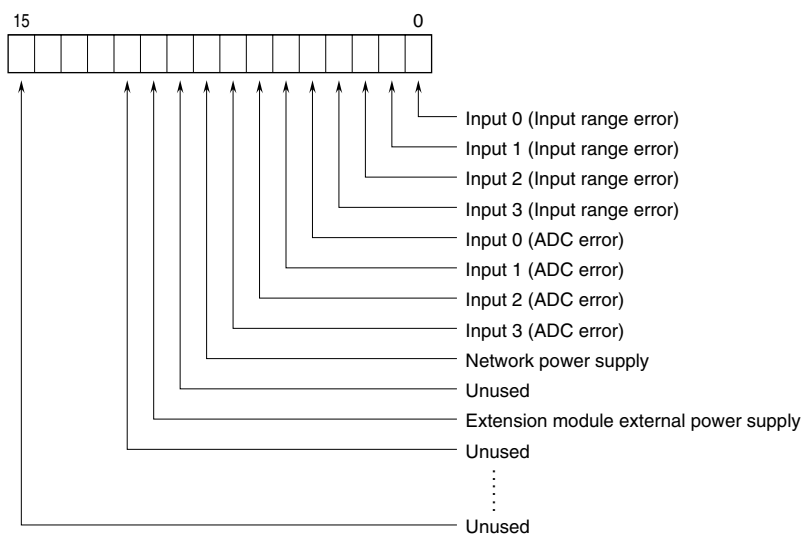 15 0
Input 0 (Input range error)
Input 1 (Input range error)
Input 2 (Input range error)
Input 3 (Input range error)
Input 0 (ADC error)
Input 1 (ADC error)
Input 2 (ADC error)
Input 3 (ADC error)
Network power supply
Unused
Extension module external power supply
Unused
Unused